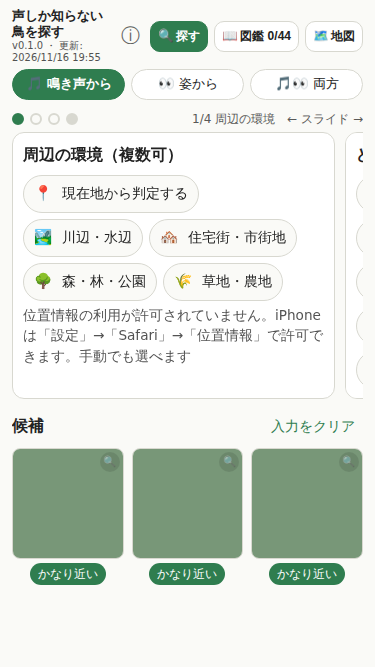 声しか知らない
鳥を探す
v0.1.0 · 更新:
2026/11/16 19:55
ⓘ
🔍 探す
📖 図鑑 0/44
🗺️ 地図
🎵 鳴き声から
👀 姿から
🎵👀 両方
1/4 周辺の環境 ← スライド →
周辺の環境（複数可）
📍 現在地から判定する
🏞️ 川辺・水辺
🏘️ 住宅街・市街地
🌳 森・林・公園
🌾 草地・農地
位置情報の利用が許可されていません。iPhone
は「設定」→「Safari」→「位置情報」で許可で
きます。手動でも選べます
候補
入力をクリア
かなり近い
かなり近い
かなり近い